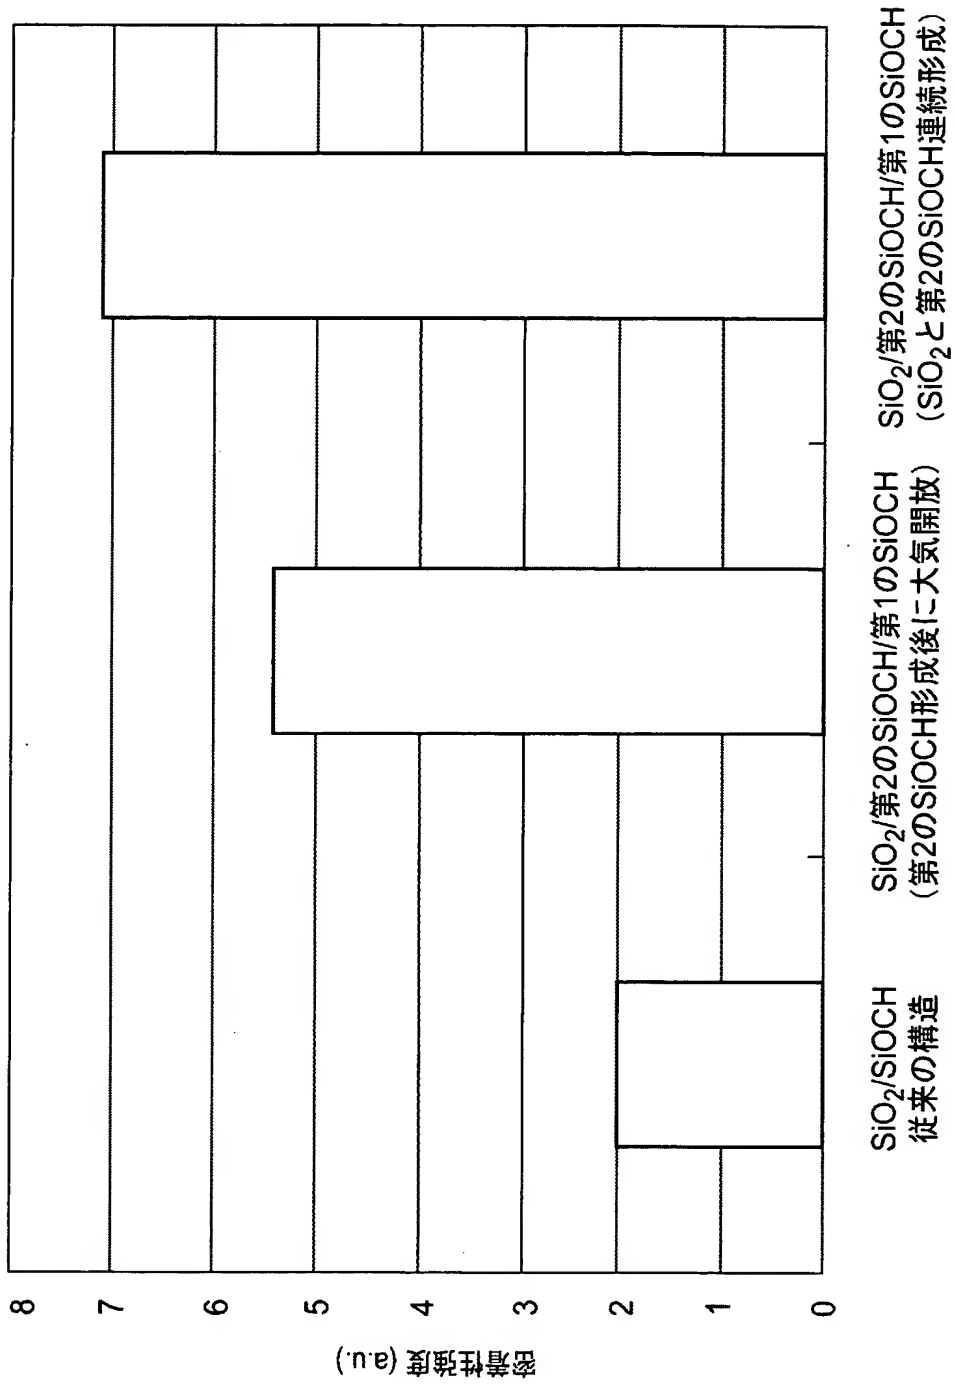 密着性強度 (a.u.)
8
7
6
5
4
3
2
1
0
SiO₂/SiOCH
従来の構造
SiO₂/第2のSiOCH/第1のSiOCH
(第2のSiOCH形成後に大気開放)
SiO₂/第2のSiOCH/第1のSiOCH
(SiO₂と第2のSiOCH連続形成)